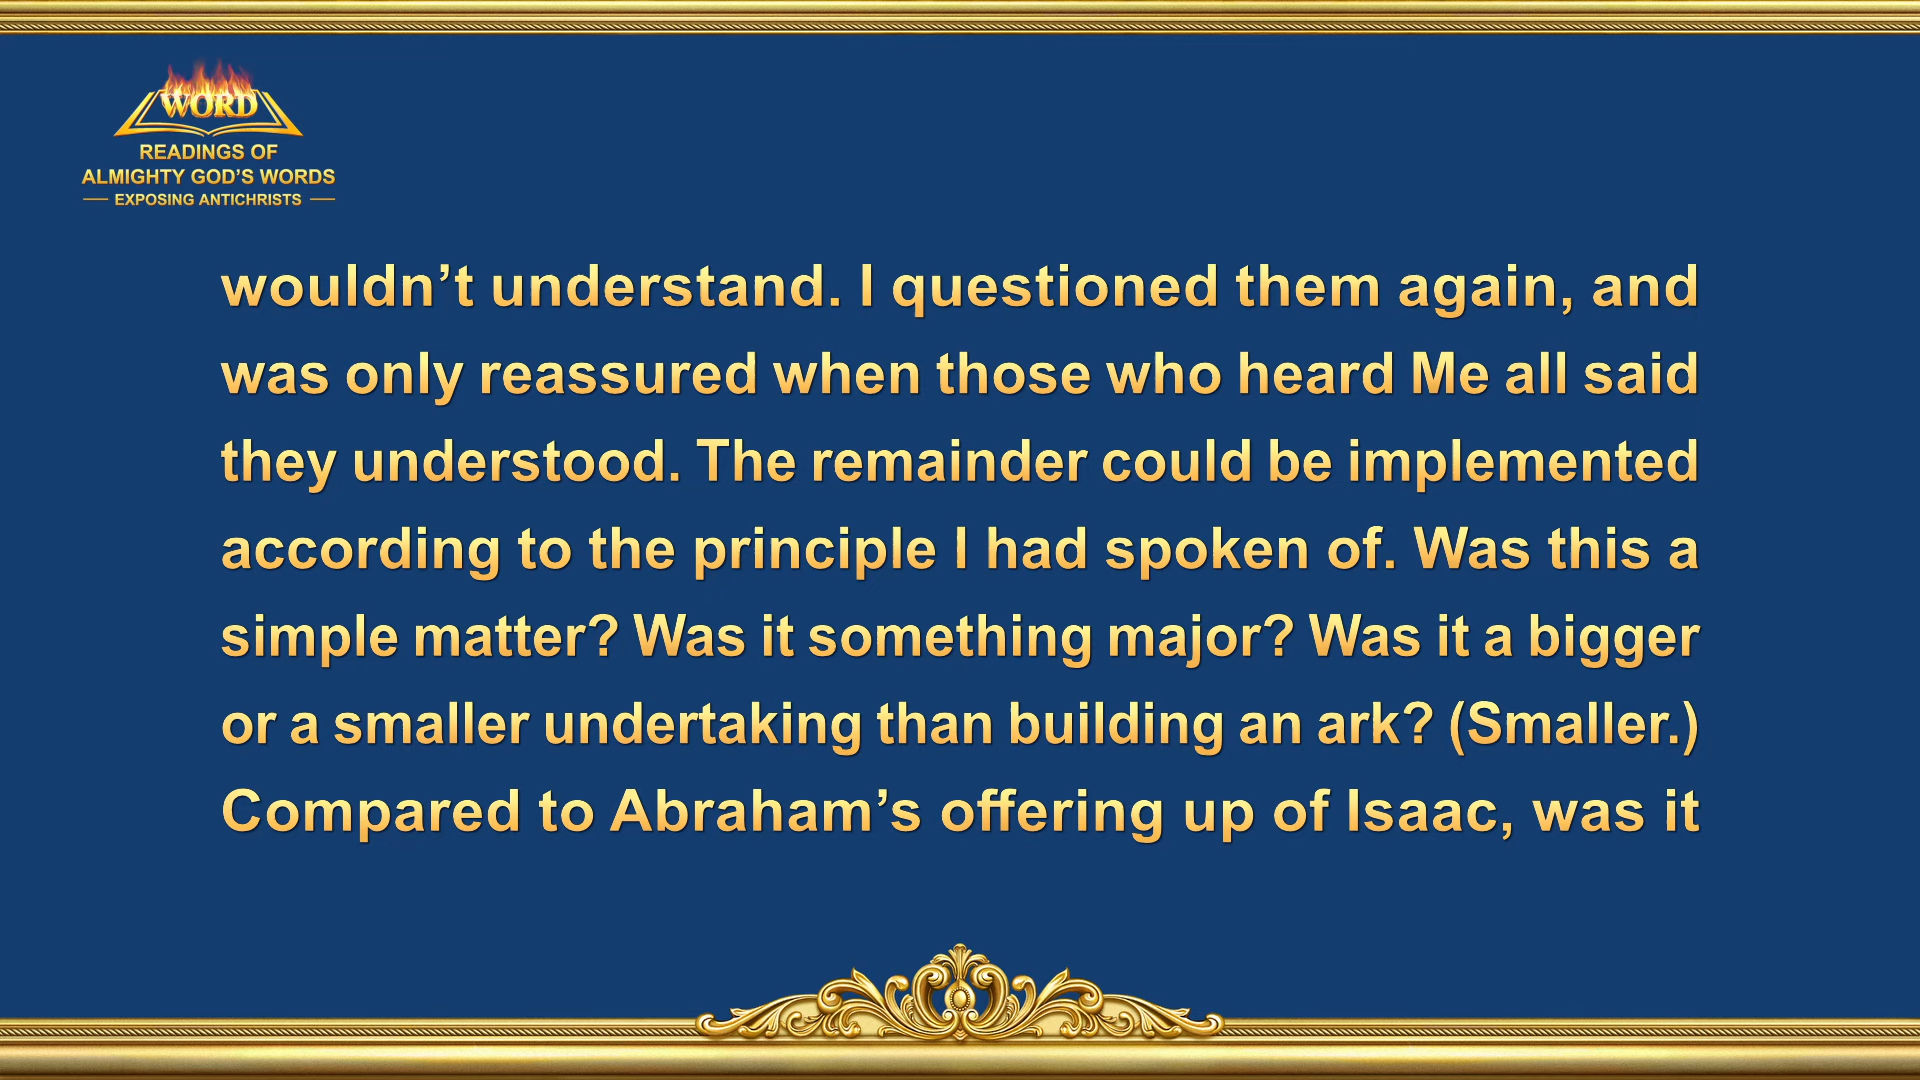 WORD
READINGS OF
ALMIGHTY GOD’S WORDS
EXPOSING ANTICHRISTS
wouldn’t understand. I questioned them again, and
was only reassured when those who heard Me all said
they understood. The remainder could be implemented
according to the principle I had spoken of. Was this a
simple matter? Was it something major? Was it a bigger
or a smaller undertaking than building an ark? (Smaller.)
Compared to Abraham’s offering up of Isaac, was it